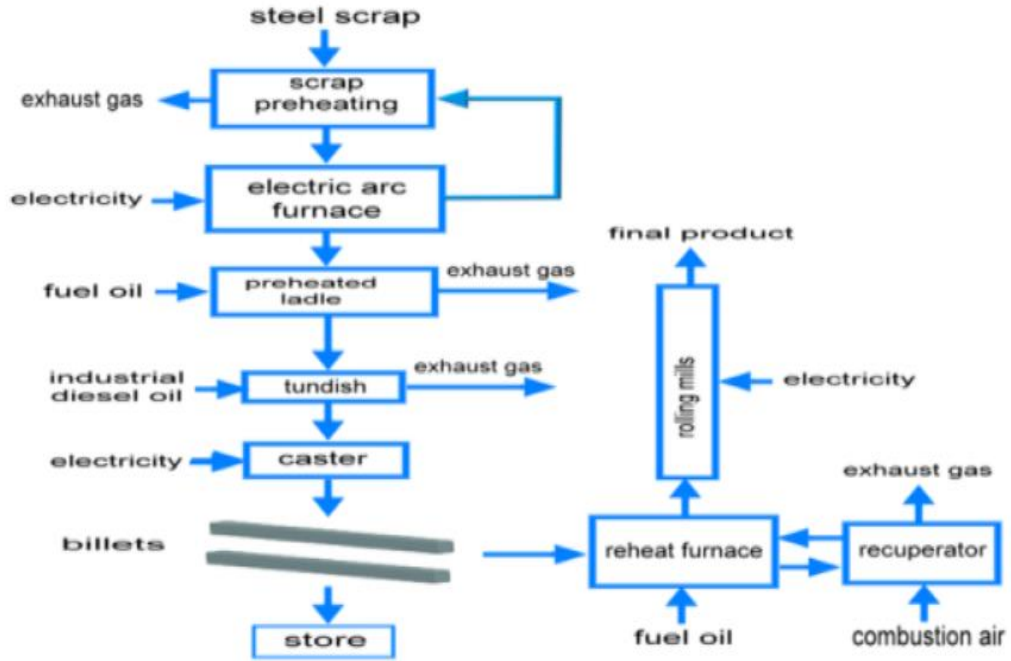 steel scrap
scrap
preheating
exhaust gas
electricity
electric arc
furnace
fuel oil
preheated
ladle
exhaust gas
industrial
diesel oil
tundish
exhaust gas
electricity
caster
billets
store
final product
rolling mills
electricity
exhaust gas
reheat furnace
recuperator
fuel oil
combustion air